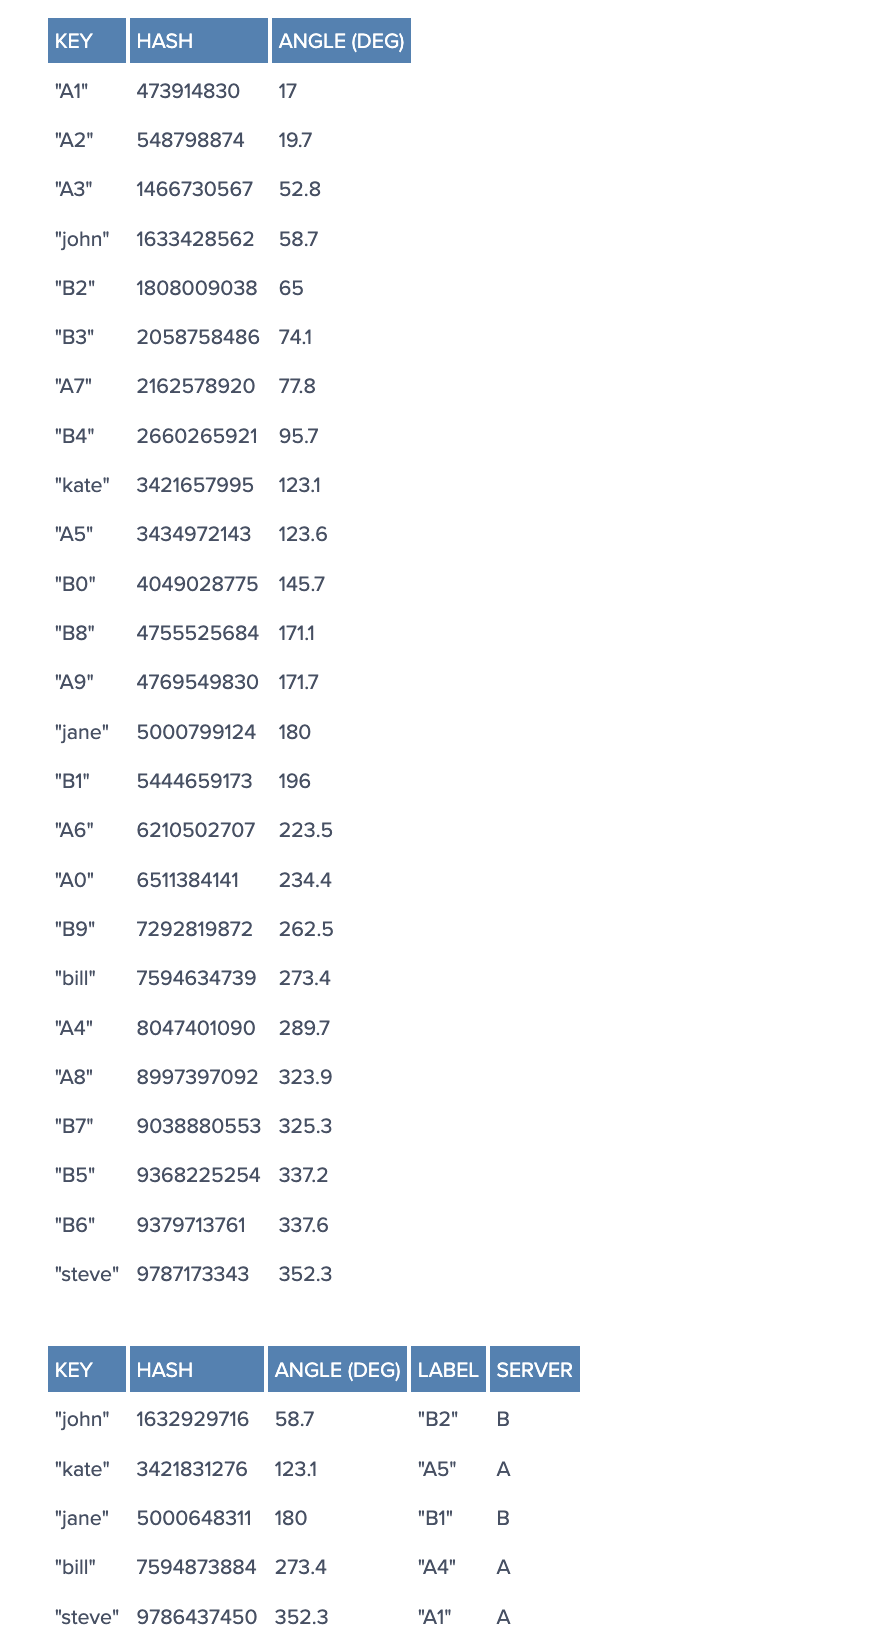 KEY HASH ANGLE (DEG)
"A1" 473914830 17
"A2" 548798874 19.7
"A3" 1466730567 52.8
"john" 1633428562 58.7
"B2" 1808009038 65
"B3" 2058758486 74.1
"A7" 2162578920 77.8
"B4" 2660265921 95.7
"kate" 3421657995 123.1
"A5" 3434972143 123.6
"B0" 4049028775 145.7
"B8" 4755525684 171.1
"A9" 4769549830 171.7
"jane" 5000799124 180
"B1" 5444659173 196
"A6" 6210502707 223.5
"A0" 6511384141 234.4
"B9" 7292819872 262.5
"bill" 7594634739 273.4
"A4" 8047401090 289.7
"A8" 8997397092 323.9
"B7" 9038880553 325.3
"B5" 9368225254 337.2
"B6" 9379713761 337.6
"steve" 9787173343 352.3
KEY HASH ANGLE (DEG) LABEL SERVER
"john" 1632929716 58.7 "B2" B
"kate" 3421831276 123.1 "A5" A
"jane" 5000648311 180 "B1" B
"bill" 7594873884 273.4 "A4" A
"steve" 9786437450 352.3 "A1" A